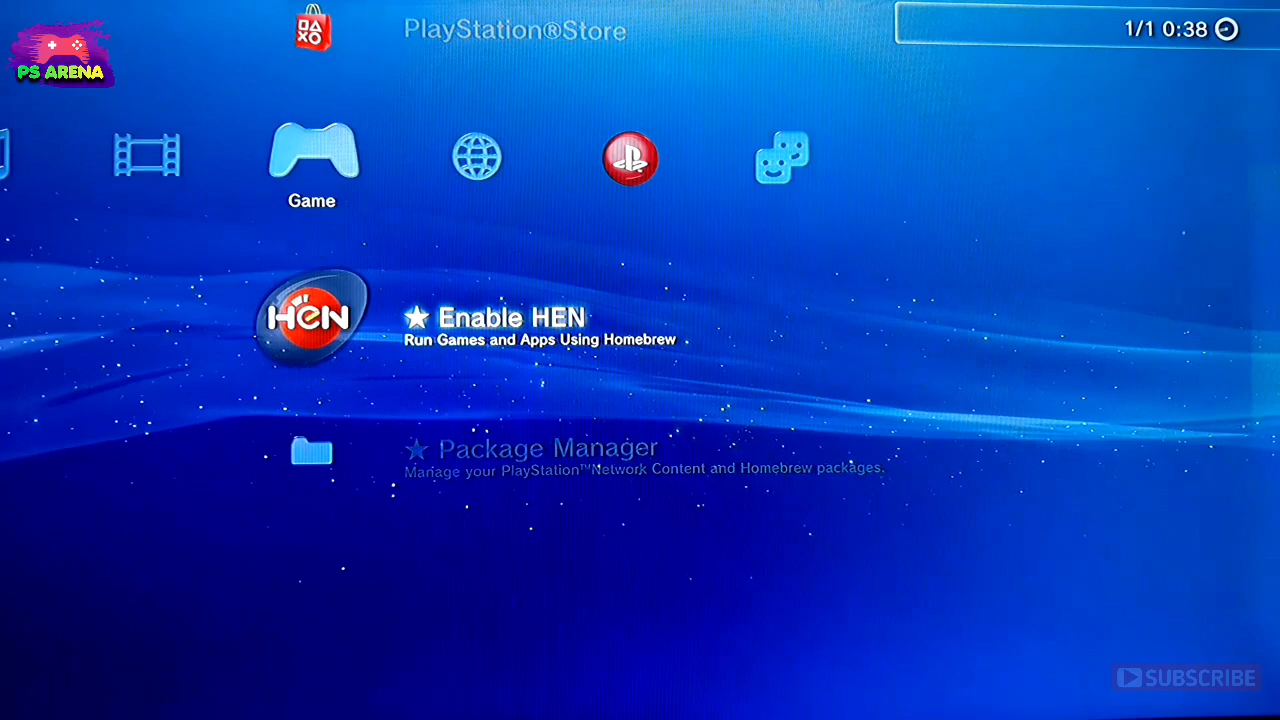 PlayStation®Store
1/1 0:38
PS ARENA
Game
HEN
★ Enable HEN
Run Games and Apps Using Homebrew
★ Package Manager
Manage your PlayStation™Network Content and Homebrew packages.
SUBSCRIBE